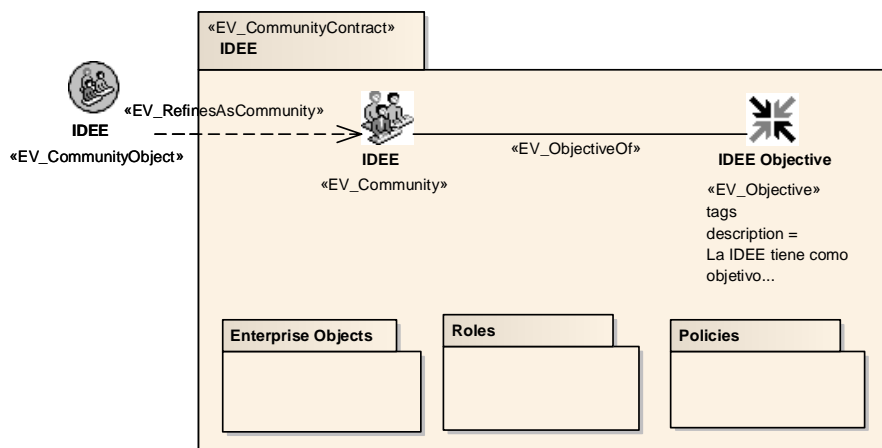 «EV_CommunityContract»
IDEE
IDEE
«EV_CommunityObject»
«EV_RefinesAsCommunity»
IDEE
«EV_Community»
«EV_ObjectiveOf»
IDEE Objective
«EV_Objective»
tags
description =
La IDEE tiene como
objetivo...
Enterprise Objects
Roles
Policies